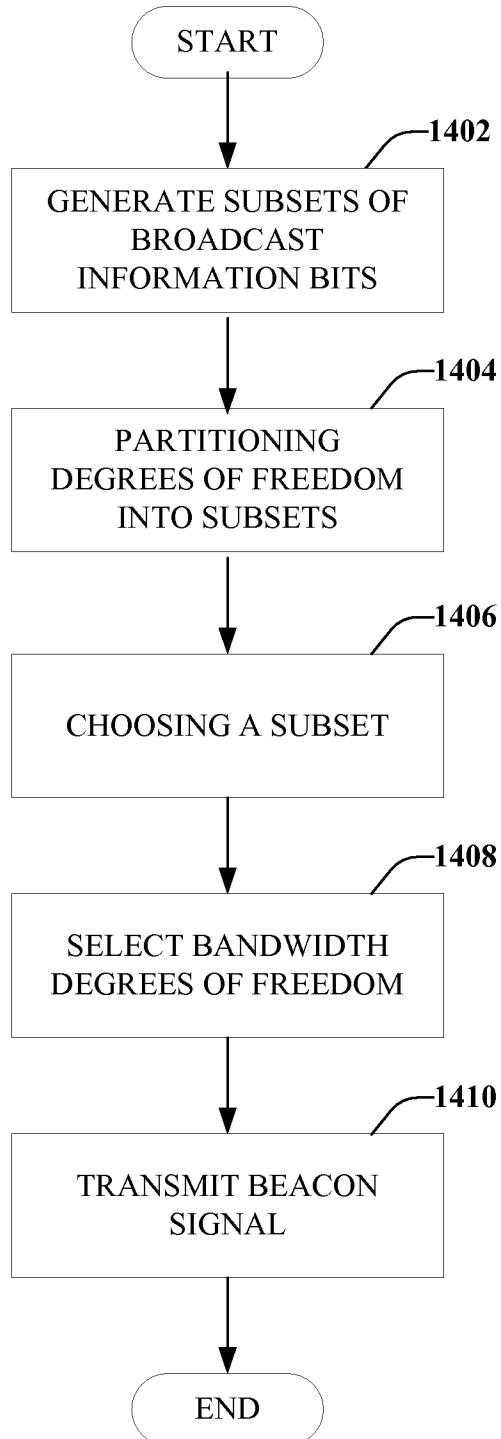 START
1402
GENERATE SUBSETS OF
BROADCAST
INFORMATION BITS
1404
PARTITIONING
DEGREES OF FREEDOM
INTO SUBSETS
1406
CHOOSING A SUBSET
1408
SELECT BANDWIDTH
DEGREES OF FREEDOM
1410
TRANSMIT BEACON
SIGNAL
END